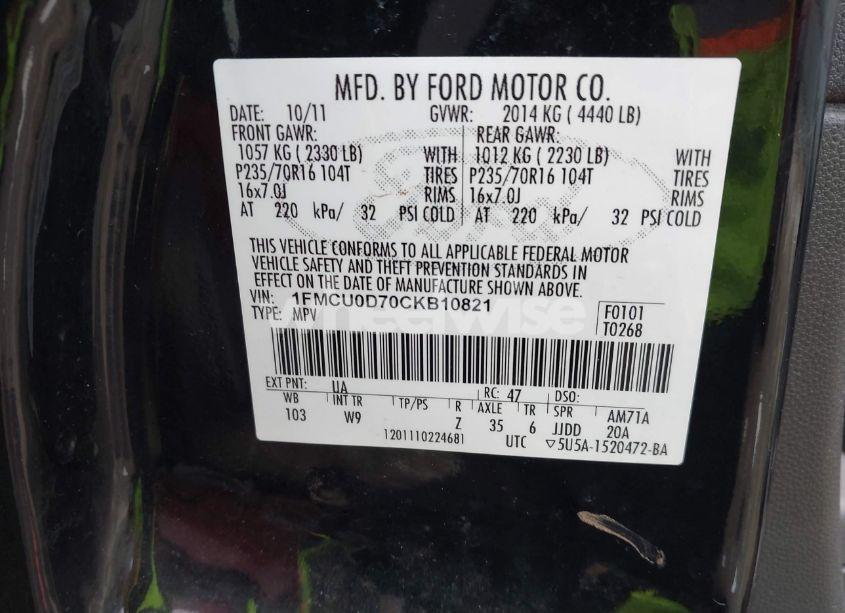 MFD. BY FORD MOTOR CO.
DATE: 10/11 GVWR: 2014 KG ( 4440 LB)
FRONT GAWR: REAR GAWR:
1057 KG ( 2330 LB) WITH 1012 KG ( 2230 LB) WITH
P235/70R16 104T TIRES P235/70R16 104T TIRES
16x7.0J RIMS 16x7.0J RIMS
AT 220 kPa/ 32 PSI COLD AT 220 kPa/ 32 PSI COLD
THIS VEHICLE CONFORMS TO ALL APPLICABLE FEDERAL MOTOR
VEHICLE SAFETY AND THEFT PREVENTION STANDARDS IN
EFFECT ON THE DATE OF MANUFACTURE SHOWN ABOVE.
VIN: 1FMCU0D70CKB10821 F0101
TYPE: MPV T0268
wheelwise
EXT PNT: UA RC: 47 DSO:
WB INT TR TP/PS R AXLE TR SPR AM71A
103 W9 Z 35 6 JJDD 20A
1201110224681 UTC ▽5U5A-1520472-BA